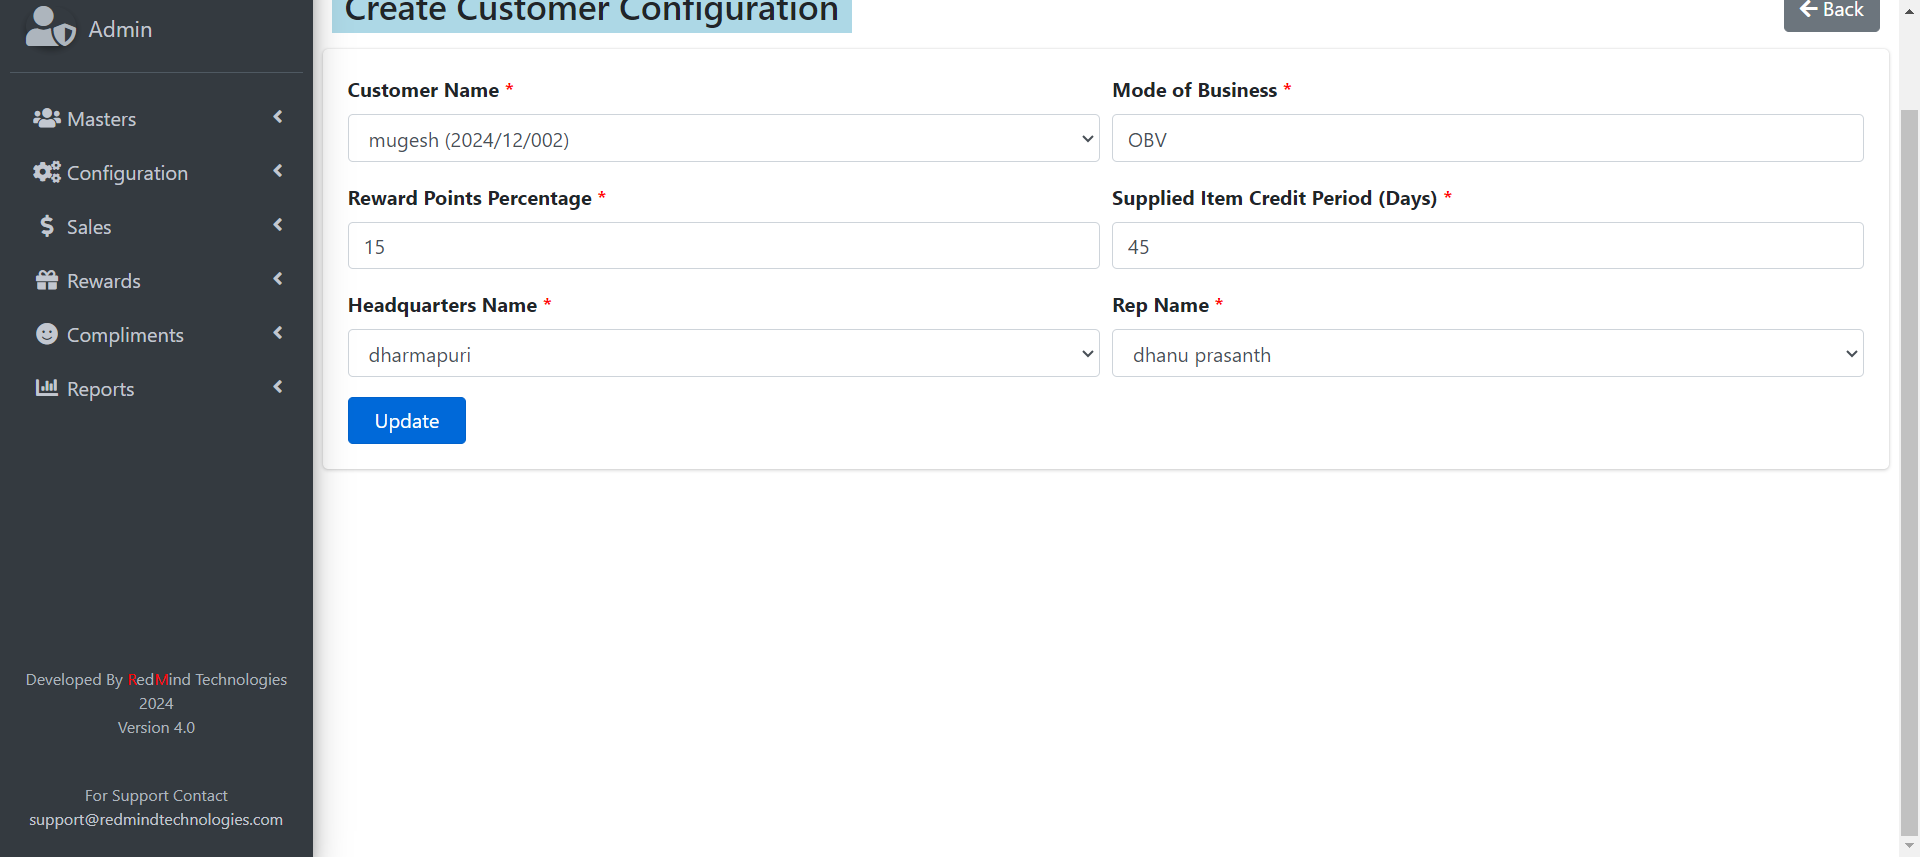 Admin
Masters
Configuration
Sales
Rewards
Compliments
Reports
Developed By RedMind Technologies
2024
Version 4.0
For Support Contact
support@redmindtechnologies.com
Create Customer Configuration
Back
Customer Name *
mugesh (2024/12/002)
Mode of Business *
OBV
Reward Points Percentage *
15
Supplied Item Credit Period (Days) *
45
Headquarters Name *
dharmapuri
Rep Name *
dhanu prasanth
Update